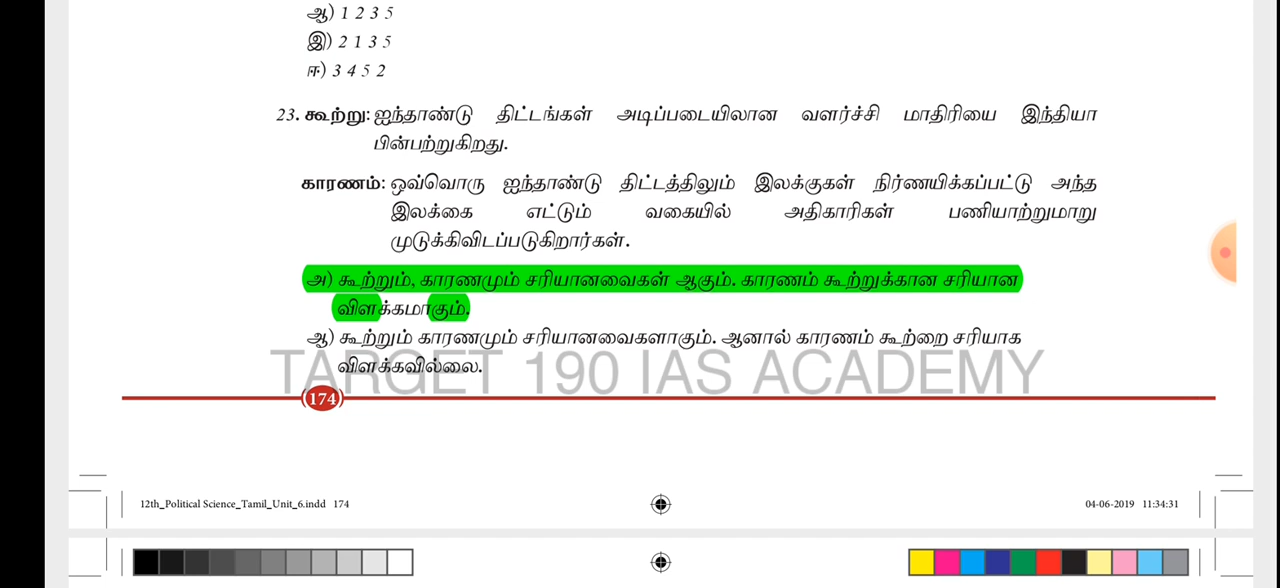 ஆ) 1 2 3 5
இ) 2 1 3 5
ஈ) 3 4 5 2
23. கூற்று: ஐந்தாண்டு திட்டங்கள் அடிப்படையிலான வளர்ச்சி மாதிரியை இந்தியா
பின்பற்றுகிறது.
காரணம்: ஒவ்வொரு ஐந்தாண்டு திட்டத்திலும் இலக்குகள் நிர்ணயிக்கப்பட்டு அந்த
இலக்கை எட்டும் வகையில் அதிகாரிகள் பணியாற்றுமாறு
முடுக்கிவிடப்படுகிறார்கள்.
அ) கூற்றும், காரணமும் சரியானவைகள் ஆகும். காரணம் கூற்றுக்கான சரியான
விளக்கமாகும்.
ஆ) கூற்றும் காரணமும் சரியானவைகளாகும். ஆனால் காரணம் கூற்றை சரியாக
விளக்கவில்லை.
TARGET 190 IAS ACADEMY
174
12th_Political Science_Tamil_Unit_6.indd 174 04-06-2019 11:34:31